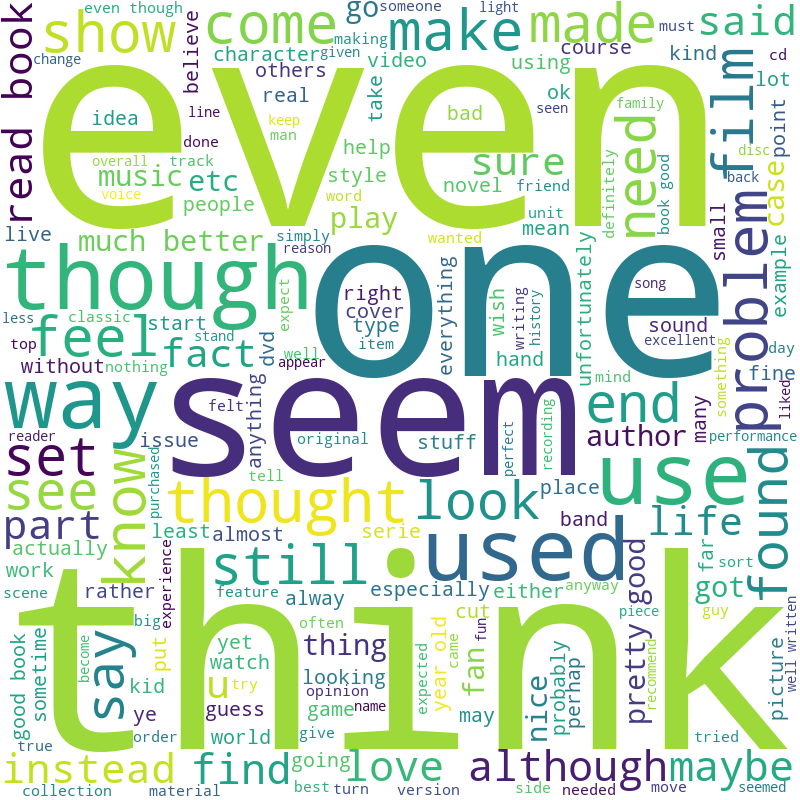 even though
someone
light
must
cd
change
show
come
go
make
made
said
making
course
kind
lot
believe
character
given
video
using
others
real
take
ok
seen
film
read book
idea
line
keep
man
bad
family
need
point
even
done
help
overall
track
music
etc
style
sure
novel
friend
definitely
book good
disc
back
case
voice
word
people
play
mean
unit
problem
small
example
live
much better
simply
reason
wanted
unfortunately
though
one
everything
wish
writing
history
song
right
cover
type
item
less
classic
start
expect
sound
excellent
top
feel
stand
dvd
well
hand
day
without
nothing
fact
appear
mind
fine
something
liked
way
seem
felt
anything
end
many
reader
issue
original
stuff
perfect
recording
author
performance
set
tell
see
know
purchased
thought
look
place
use
found
part
least
almost
serie
band
life
actually
experience
still
used
far
sort
work
especially
either
anyway
got
scene
rather
feature
alway
pretty good
piece
guy
think
say
big
yet
often
thing
cut
year old
came
fun
fan
nice
probably
perhap
recommend
picture
well written
good book
sometime
become
put
watch
looking
expected
kid
u
try
opinion
name
may
ye
guess
game
true
order
world
give
tried
instead
find
going
love
although
maybe
collection
material
best
turn
version
side
needed
move
seemed